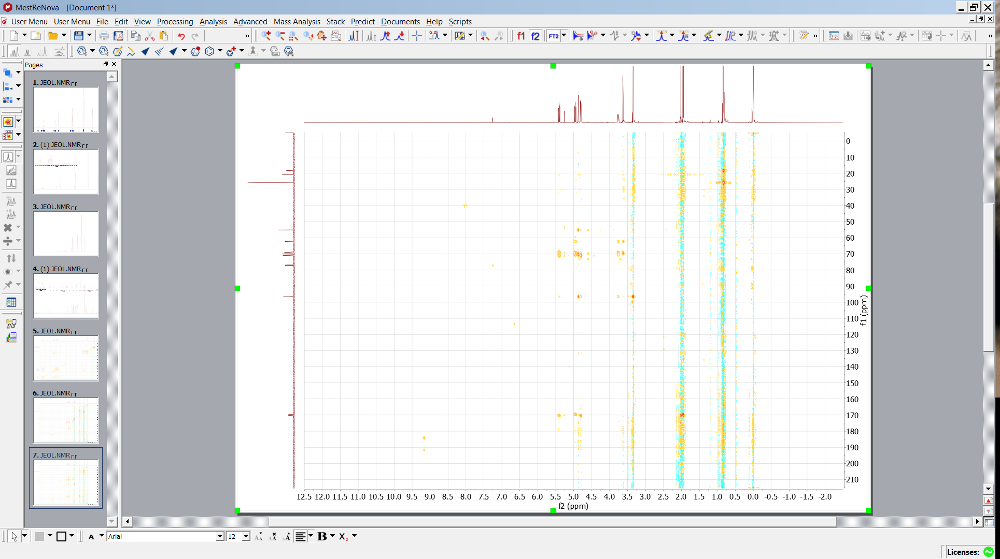 MestReNova - [Document 1*]
User Menu User Menu File Edit View Processing Analysis Advanced Mass Analysis Stack Predict Documents Help Scripts
f1 f2 FT2
Pages
1. JEOL.NMR
2. (1) JEOL.NMR
3. JEOL.NMR
4. (1) JEOL.NMR
5. JEOL.NMR
6. JEOL.NMR
7. JEOL.NMR
0
10
20
30
40
50
60
70
80
90
100
110
120
130
140
150
160
170
180
190
200
210
f1 (ppm)
12.5 12.0 11.5 11.0 10.5 10.0 9.5 9.0 8.5 8.0 7.5 7.0 6.5 6.0 5.5 5.0 4.5 4.0 3.5 3.0 2.5 2.0 1.5 1.0 0.5 0.0 -0.5 -1.0 -1.5 -2.0
f2 (ppm)
A Arial 12 B X2
Licenses: